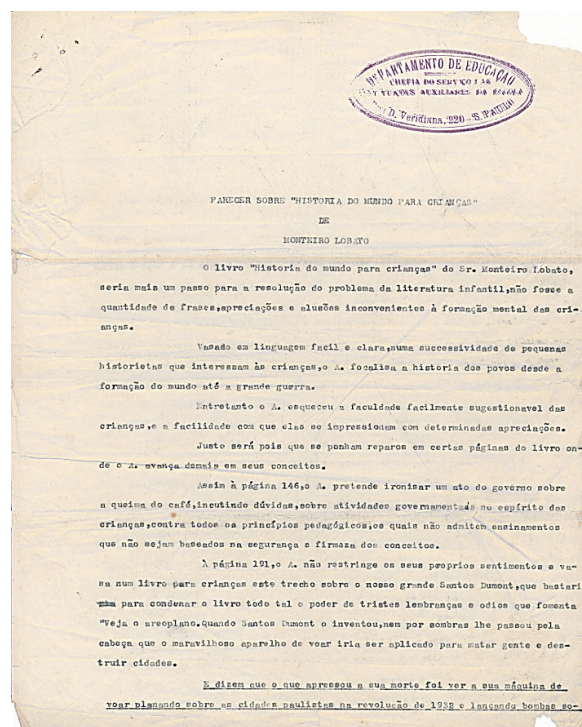 DEPARTAMENTO DE EDUCAÇÃO
CHEFIA DO SERVIÇO DAS
AUXILIARES DA ESCOLA
D. Veridiana, 220 - S. PAULO
PARECER SOBRE "HISTORIA DO MUNDO PARA CRIANÇAS"
DE
MONTEIRO LOBATO
O livro "Historia do mundo para crianças" do Sr. Monteiro Lobato,
seria mais um passo para a resolução do problema da literatura infantil,não fosse a
quantidade de frases,apreciações e alusões inconvenientes à formação mental das cri-
anças.
Vasado em linguagem facil e clara,numa successividade de pequenas
historietas que interessam às crianças,o A. focalisa a historia dos povos desde a
formação do mundo até a grande guerra.
Entretanto o A. esqueceu a faculdade facilmente sugestionavel das
crianças,e a facilidade com que elas se impressionam com determinadas apreciações.
Justo será pois que se ponham reparos em certas páginas do livro on-
de o A. avança demais em seus conceitos.
Assim à página 146,o A. pretende ironisar um ato do governo sobre
a queima do café,incutindo dúvidas,sobre atividades governamentais no espírito das
crianças,contra todos os princípios pedagógicos,os quais não admitem ensinamentos
que não sejam baseados na segurança e firmeza dos conceitos.
À página 191,o A. não restringe os seus proprios sentimentos e va-
sa num livro para crianças este trecho sobre o nosso grande Santos Dumont,que bastari
para condenar o livro todo tal o poder de tristes lembranças e odios que fomenta
"Veja o areoplano.Quando Santos Dumont o inventou,nem por sombras lhe passou pela
cabeça que o maravilhoso aparelho de voar iria ser aplicado para matar gente e des-
truir cidades.
E dizem que o que apressou a sua morte foi ver a sua máquina de
voar planando sobre as cidades paulistas na revolução de 1932 e lançando bombas so-